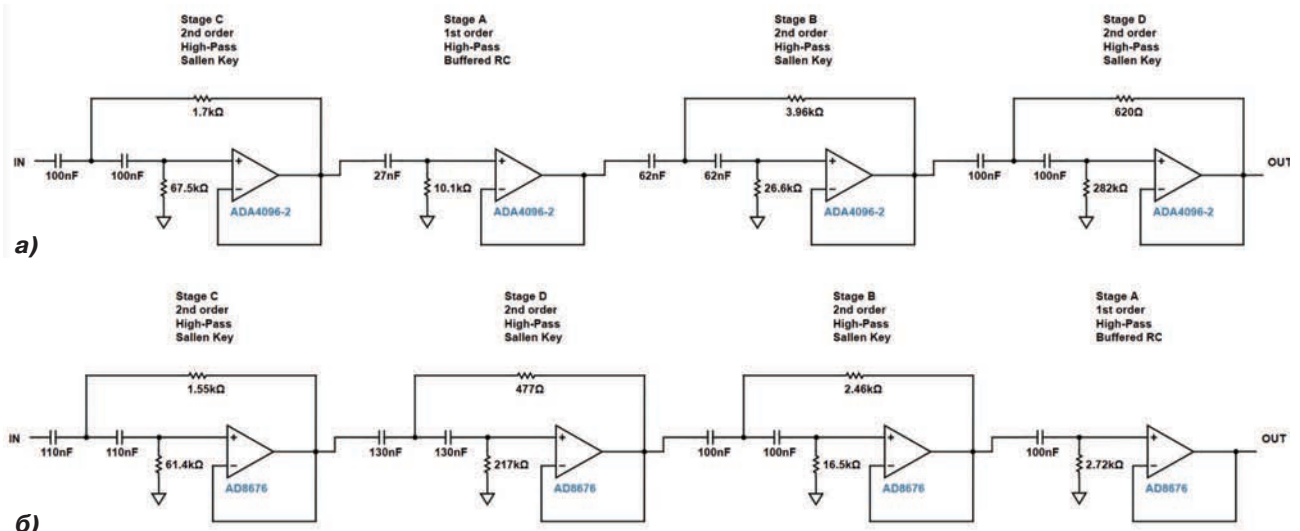 Stage C
2nd order
High-Pass
Sallen Key
Stage A
1st order
High-Pass
Buffered RC
Stage B
2nd order
High-Pass
Sallen Key
Stage D
2nd order
High-Pass
Sallen Key
1.7kΩ
3.96kΩ
620Ω
IN
100nF
100nF
67.5kΩ
ADA4096-2
27nF
10.1kΩ
ADA4096-2
62nF
62nF
26.6kΩ
ADA4096-2
100nF
100nF
282kΩ
ADA4096-2
OUT
а)
Stage C
2nd order
High-Pass
Sallen Key
Stage D
2nd order
High-Pass
Sallen Key
Stage B
2nd order
High-Pass
Sallen Key
Stage A
1st order
High-Pass
Buffered RC
1.55kΩ
477Ω
2.46kΩ
IN
110nF
110nF
61.4kΩ
AD8676
130nF
130nF
217kΩ
AD8676
100nF
100nF
16.5kΩ
AD8676
100nF
2.72kΩ
AD8676
OUT
б)